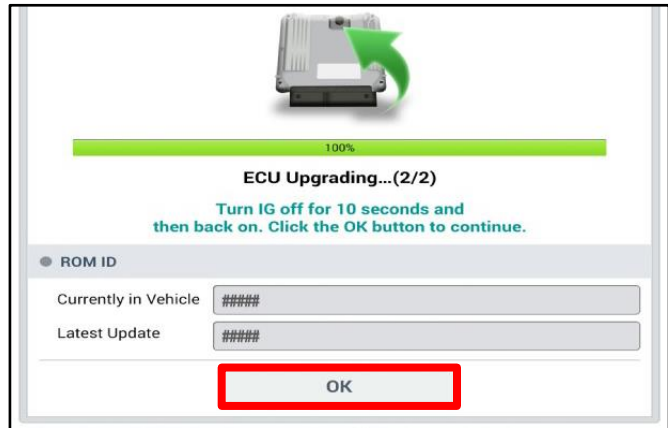 100%
ECU Upgrading...(2/2)
Turn IG off for 10 seconds and
then back on. Click the OK button to continue.
ROM ID
Currently in Vehicle #####
Latest Update #####
OK